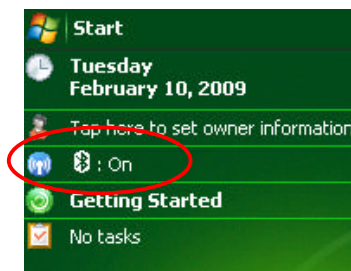 Start
Tuesday
February 10, 2009
Tap here to set owner information
: On
Getting Started
No tasks